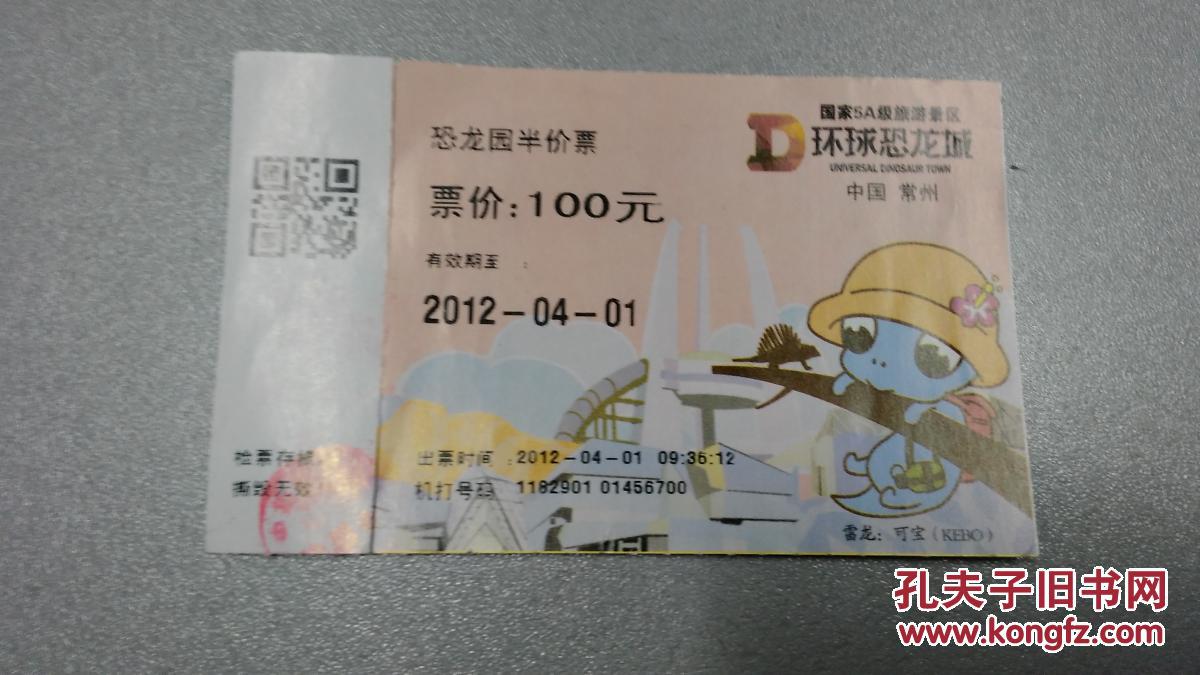 国家5A级旅游景区
环球恐龙城
UNIVERSAL DINOSAUR TOWN
中国 常州
恐龙园半价票
票价:100元
有效期至 :
2012-04-01
检票存根
撕毁无效
出票时间 :2012-04-01 09:36:12
机打号码 1182901 01456700
雷龙:可宝(KEBO)
孔夫子旧书网
www.kongfz.com